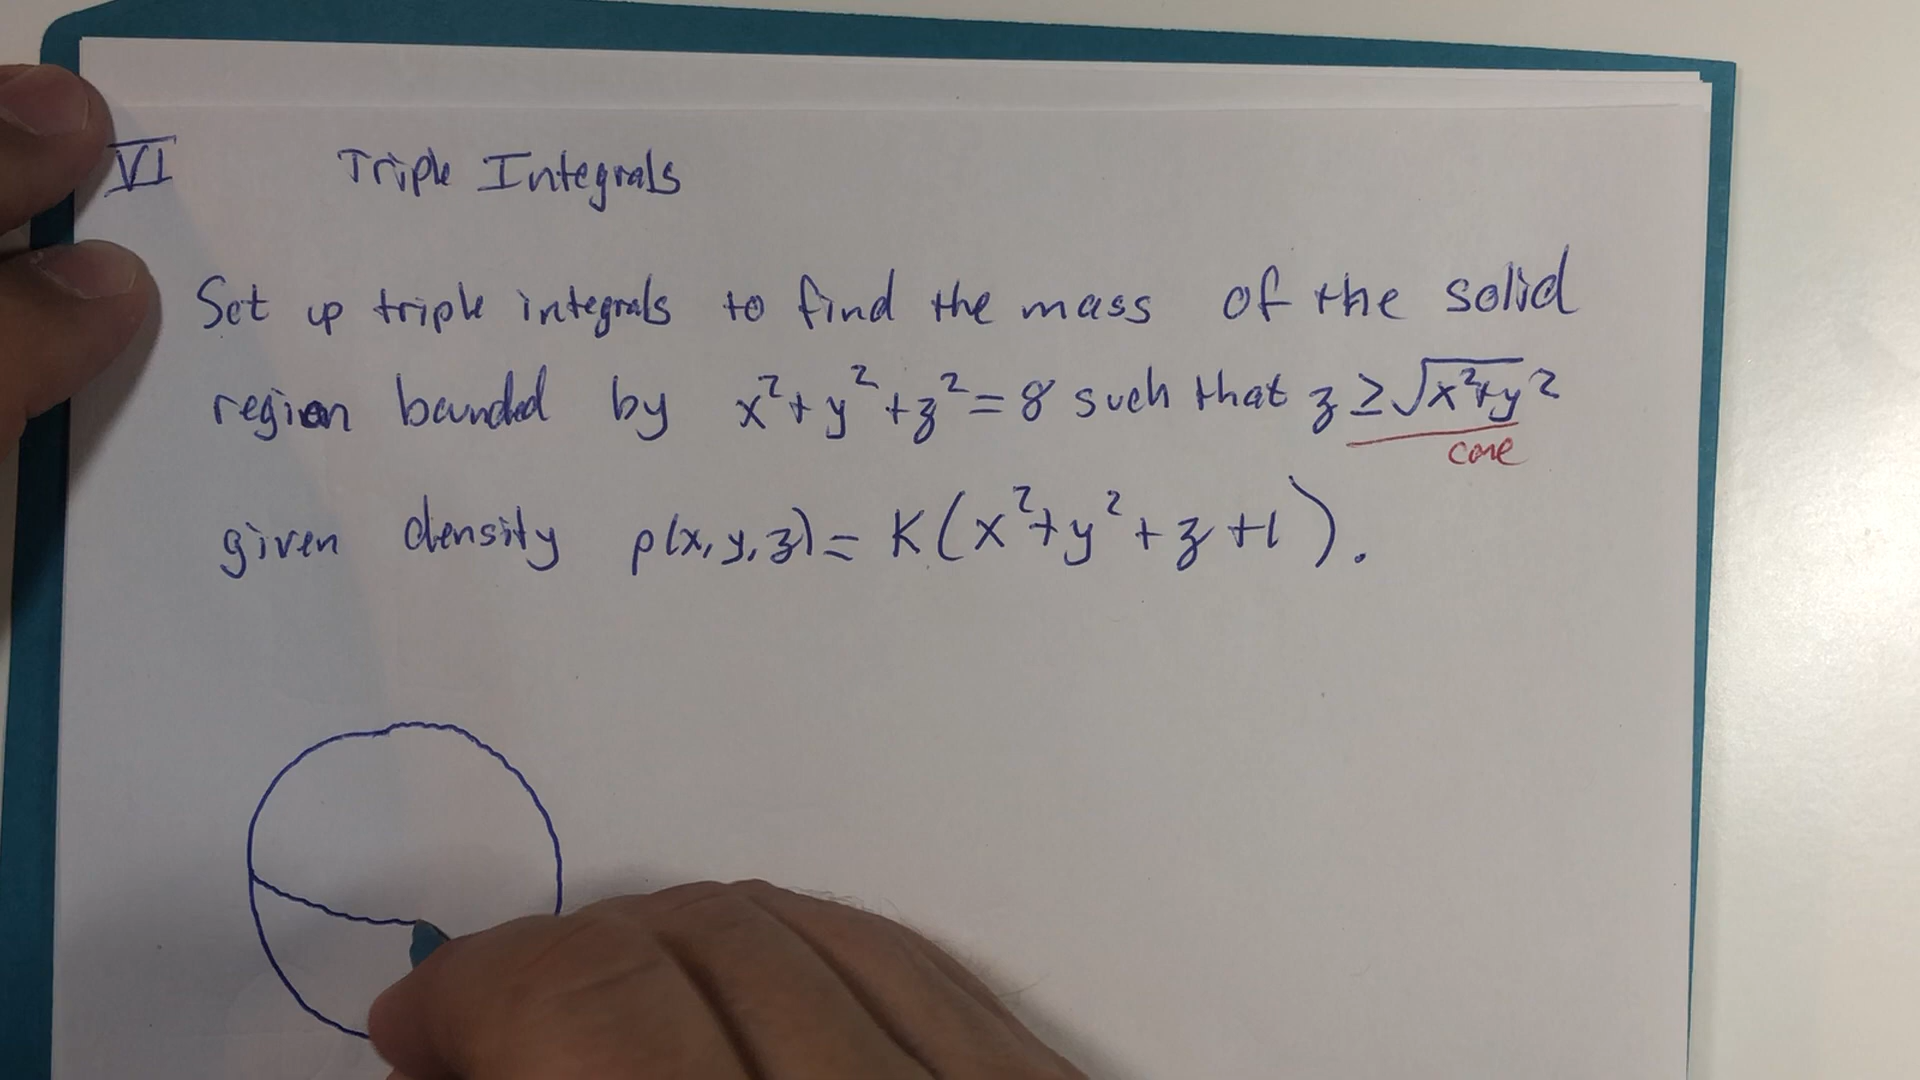 VI Triple Integrals
Set up triple integrals to find the mass of the solid
region bounded by x²+y²+z²=8 such that z≥√x²+y²
cone
given density ρ(x,y,z)= K(x²+y²+z+1).